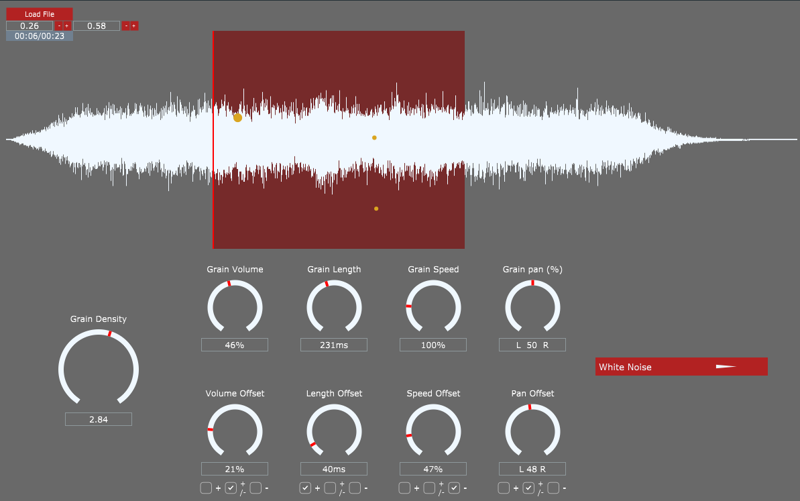 Load File
0.26 - + 0.58 - +
00:06/00:23
Grain Volume Grain Length Grain Speed Grain pan (%)
Grain Density
46% 231ms 100% L 50 R
White Noise
Volume Offset Length Offset Speed Offset Pan Offset
2.84
21% 40ms 47% L 48 R
+ +/- - + +/- - + +/- - + +/- -